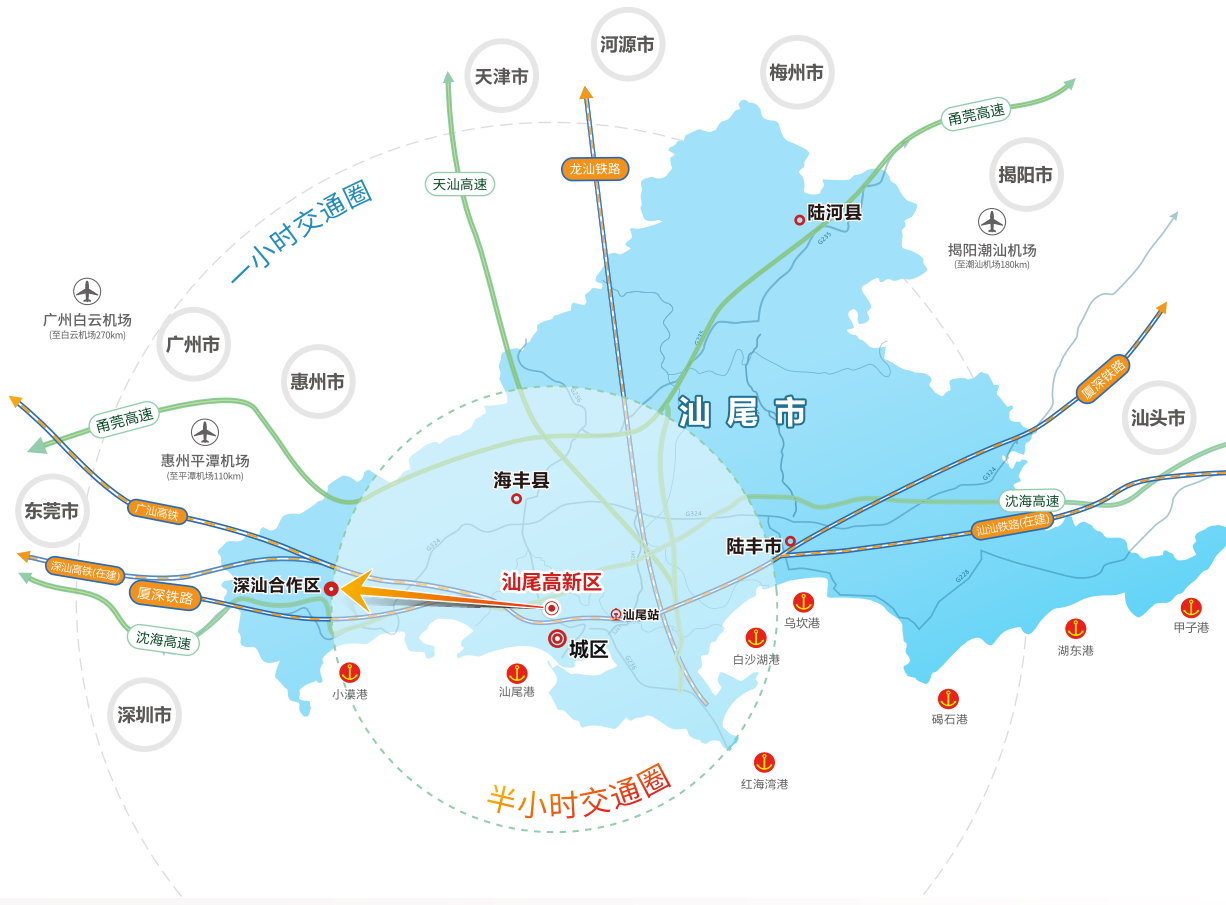 河源市
天津市
梅州市
甬莞高速
龙汕铁路
天汕高速
揭阳市
一小时交通圈
陆河县
G235
揭阳潮汕机场
(至潮汕机场180km)
广州白云机场
(至白云机场270km)
广州市
G235
惠州市
厦深铁路
甬莞高速
G236
汕尾市
汕头市
惠州平潭机场
(至平潭机场110km)
海丰县
G324
沈海高速
东莞市
广汕高铁
G324
汕汕铁路(在建)
G324
陆丰市
深汕高铁(在建)
深汕合作区
汕尾高新区
G228
厦深铁路
乌坎港
甲子港
汕尾站
沈海高速
城区
白沙湖港
湖东港
G236
小漠港
汕尾港
深圳市
碣石港
红海湾港
半小时交通圈